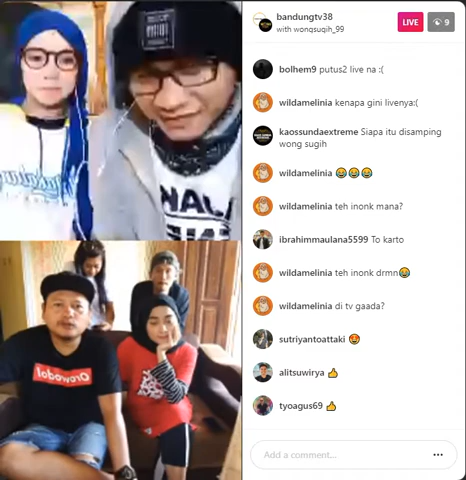 bandungtv38
with wongsuqih_99
LIVE
9
bolhem9 putus2 live na :(
wildamelinia kenapa gini livenya:(
kaossundaextreme Siapa itu disamping
wong sugih
wildamelinia 😂😂😂
wildamelinia teh inonk mana?
ibrahimmaulana5599 To karto
wildamelinia teh inonk drmn😂
wildamelinia di tv gaada?
sutriyantoattaki 😍
alitsuwirya 👍
tyoagus69 👍
Add a comment...